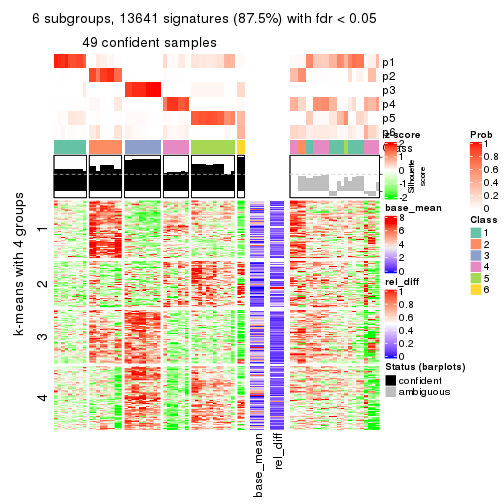 6 subgroups, 13641 signatures (87.5%) with fdr < 0.05
49 confident samples
p1
p2
p3
p4
p5
p6
Class
Silhouette
score
k-means with 4 groups
1
2
3
4
base_mean
rel_diff
z-score
2
1
0
-1
-2
base_mean
8
6
4
2
0
rel_diff
1
0.8
0.6
0.4
0.2
0
Status (barplots)
confident
ambiguous
Prob
1
0.8
0.6
0.4
0.2
0
Class
1
2
3
4
5
6